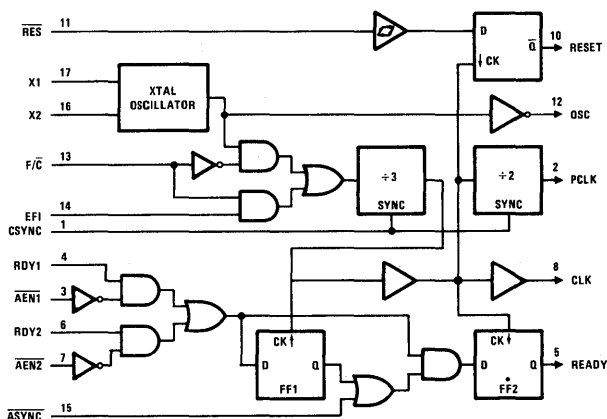 RES 11
D
Q
10
RESET
CK
X1 17
X2 16
XTAL
OSCILLATOR
12
OSC
F/C 13
÷3
SYNC
÷2
SYNC
2
PCLK
EFI 14
CSYNC 1
RDY1 4
AEN1 3
8
CLK
RDY2 6
AEN2 7
CK
D Q
FF1
CK
D Q
FF2
5
READY
ASYNC 15